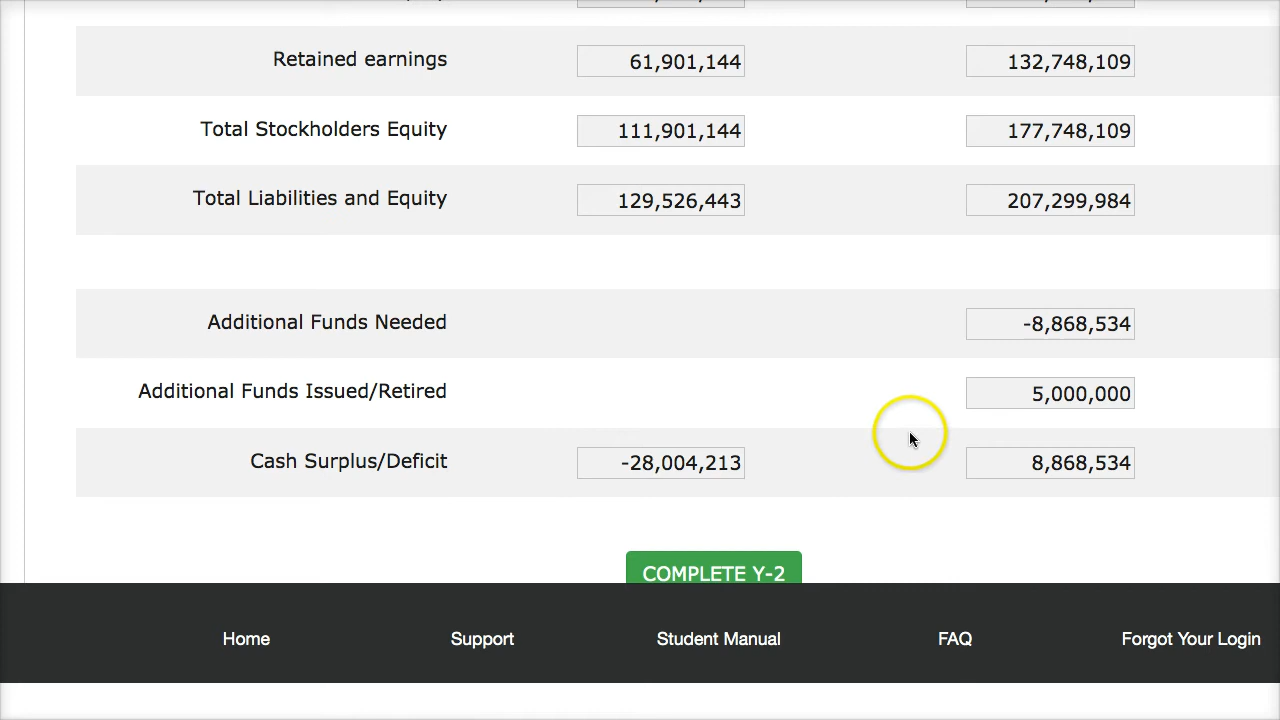 Retained earnings 61,901,144 132,748,109
Total Stockholders Equity 111,901,144 177,748,109
Total Liabilities and Equity 129,526,443 207,299,984
Additional Funds Needed -8,868,534
Additional Funds Issued/Retired 5,000,000
Cash Surplus/Deficit -28,004,213 8,868,534
COMPLETE Y-2
Home Support Student Manual FAQ Forgot Your Login